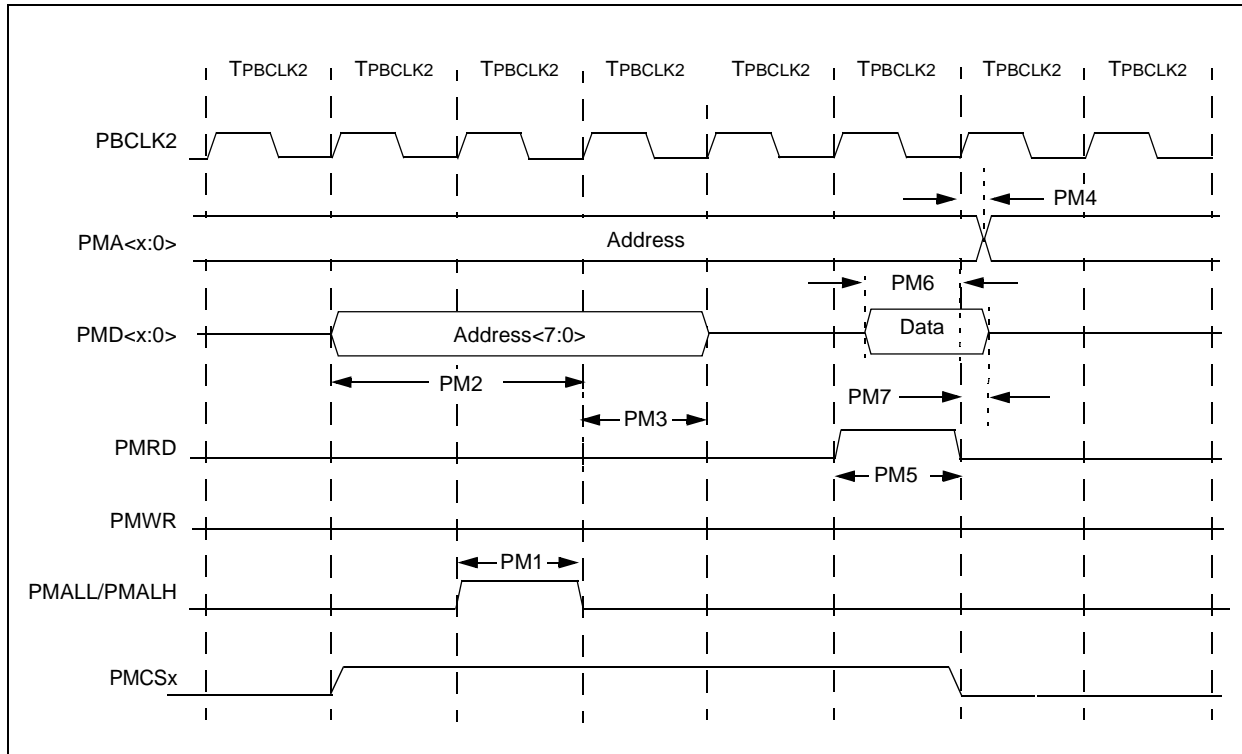 TPBCLK2 TPBCLK2 TPBCLK2 TPBCLK2 TPBCLK2 TPBCLK2 TPBCLK2 TPBCLK2
PBCLK2
PM4
PMA<x:0>
Address
PM6
PMD<x:0>
Address<7:0>
Data
PM2
PM7
PM3
PMRD
PM5
PMWR
PM1
PMALL/PMALH
PMCSx